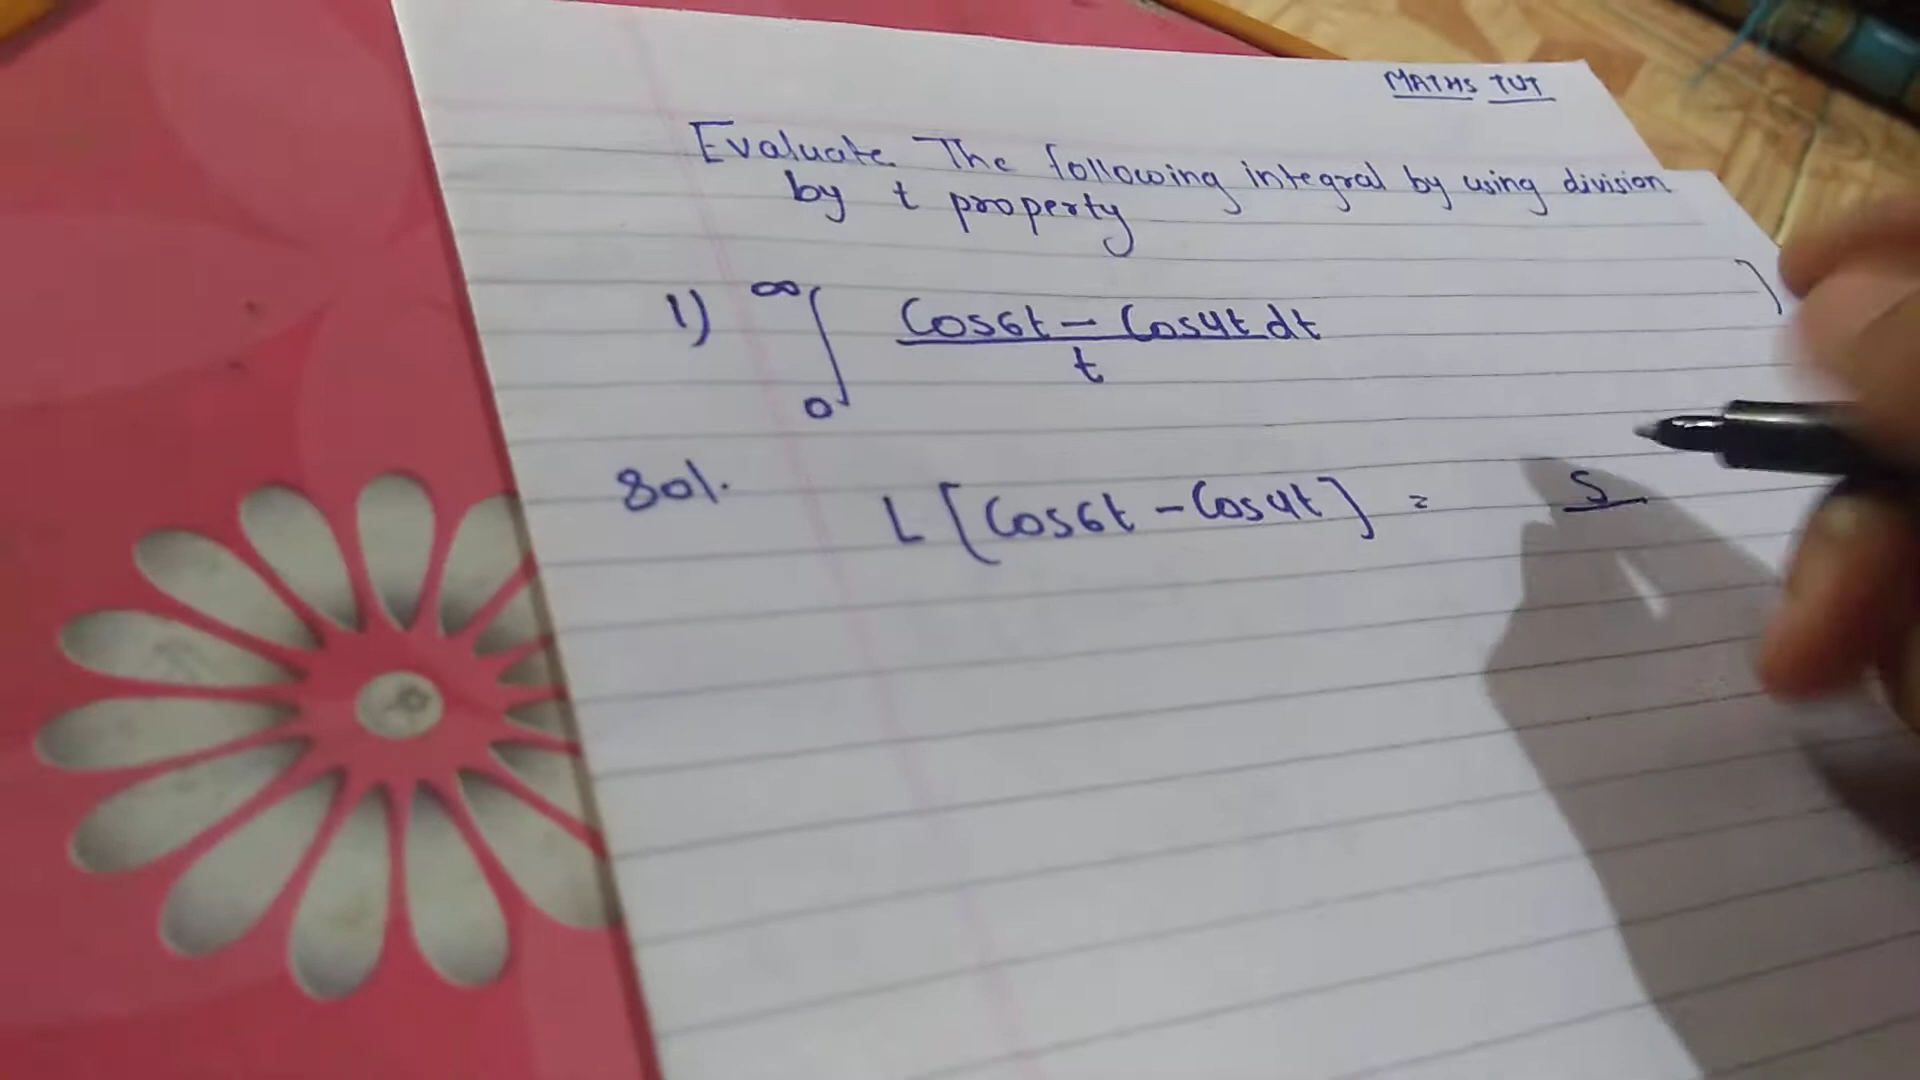 MATHS TUT
Evaluate The following integral by using division
by t property
1) ∞∫0 Cos6t - Cos4t dt / t
Sol. L [Cos6t - Cos4t] = S